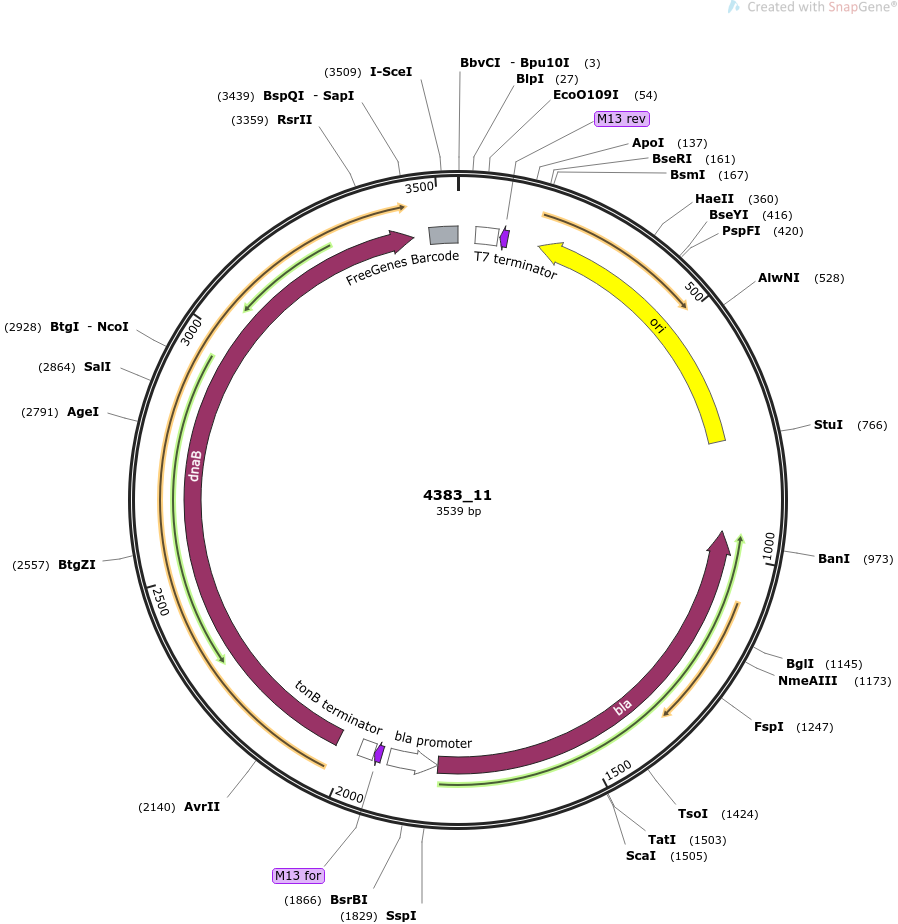 Created with SnapGene®
(3509) I-SceI
(3439) BspQI - SapI
(3359) RsrII
BbvCI - Bpu10I (3)
BlpI (27)
EcoO109I (54)
M13 rev
ApoI (137)
BseRI (161)
BsmI (167)
HaeII (360)
BseYI (416)
PspFI (420)
AlwNI (528)
StuI (766)
BanI (973)
BglI (1145)
NmeAIII (1173)
FspI (1247)
TsoI (1424)
TatI (1503)
ScaI (1505)
(1829) SspI
(1866) BsrBI
M13 for
(2140) AvrII
(2557) BtgZI
(2791) AgeI
(2864) SalI
(2928) BtgI - NcoI
3500
500
1000
1500
2000
2500
3000
FreeGenes Barcode
T7 terminator
ori
bla
bla promoter
tonB terminator
dnaB
4383_11
3539 bp